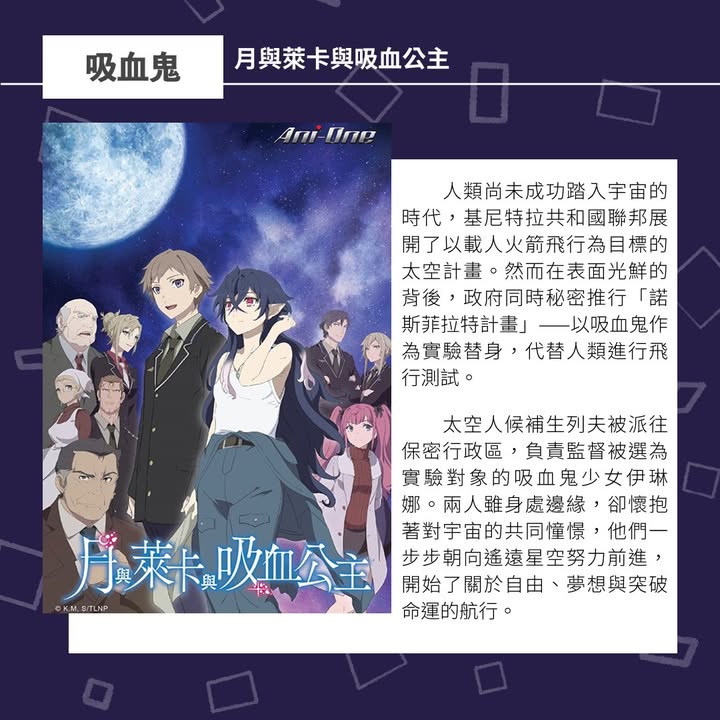 吸血鬼
月與萊卡與吸血公主
Ani-One
人類尚未成功踏入宇宙的
時代，基尼特拉共和國聯邦展
開了以載人火箭飛行為目標的
太空計畫。然而在表面光鮮的
背後，政府同時秘密推行「諾
斯菲拉特計畫」——以吸血鬼作
為實驗替身，代替人類進行飛
行測試。
太空人候補生列夫被派往
保密行政區，負責監督被選為
實驗對象的吸血鬼少女伊琳
娜。兩人雖身處邊緣，卻懷抱
著對宇宙的共同憧憬，他們一
步步朝向遙遠星空努力前進，
開始了關於自由、夢想與突破
命運的航行。
月與萊卡與吸血公主
© K.M, S/TLNP